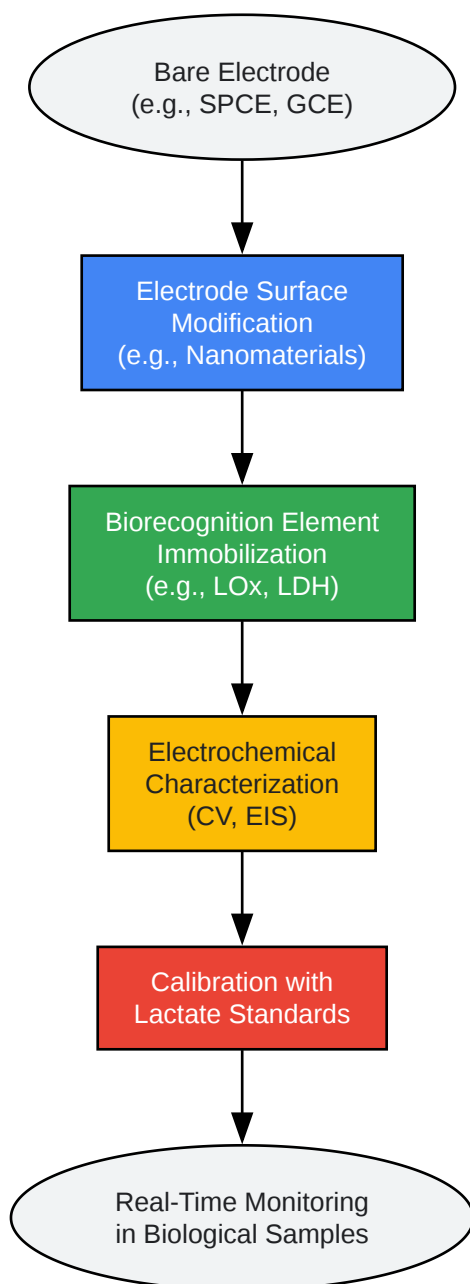 Bare Electrode
(e.g., SPCE, GCE)
Electrode Surface
Modification
(e.g., Nanomaterials)
Biorecognition Element
Immobilization
(e.g., LOx, LDH)
Electrochemical
Characterization
(CV, EIS)
Calibration with
Lactate Standards
Real-Time Monitoring
in Biological Samples